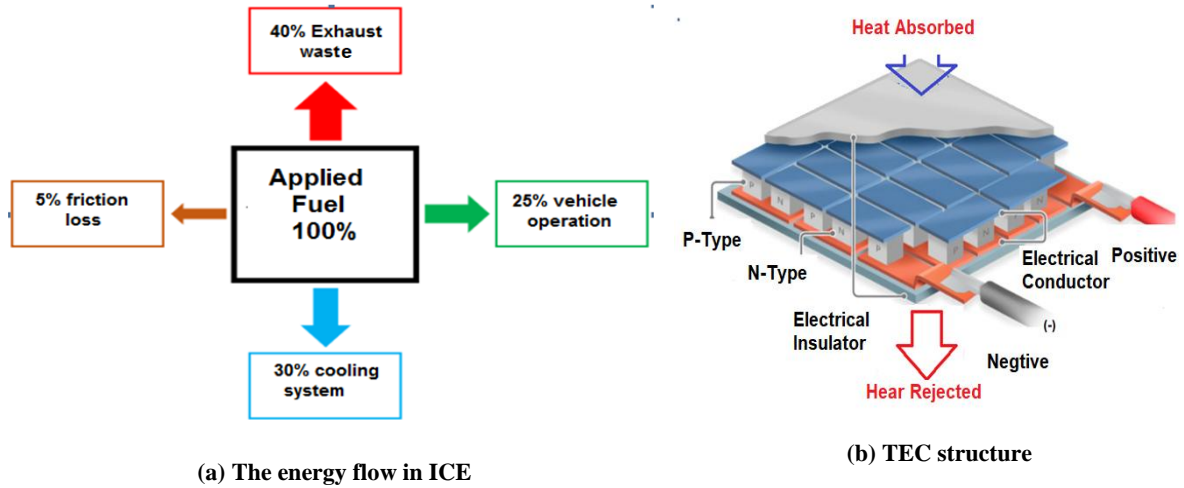 40% Exhaust
waste
5% friction
loss
Applied
Fuel
100%
25% vehicle
operation
30% cooling
system
(a) The energy flow in ICE
Heat Absorbed
P
N
P
N
P
P
N
N
P-Type
N-Type
Electrical
Conductor
Positive
Electrical
Insulator
(-)
Negtive
Hear Rejected
(b) TEC structure